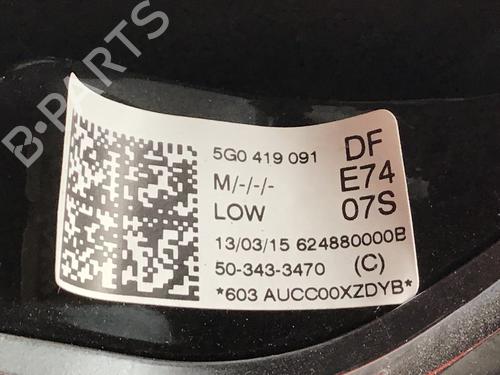 B-PARTS
5G0 419 091 DF
M/-/-/- E74
LOW 07S
13/03/15 624880000B
50-343-3470 (C)
*603 AUCC00XZDYB*